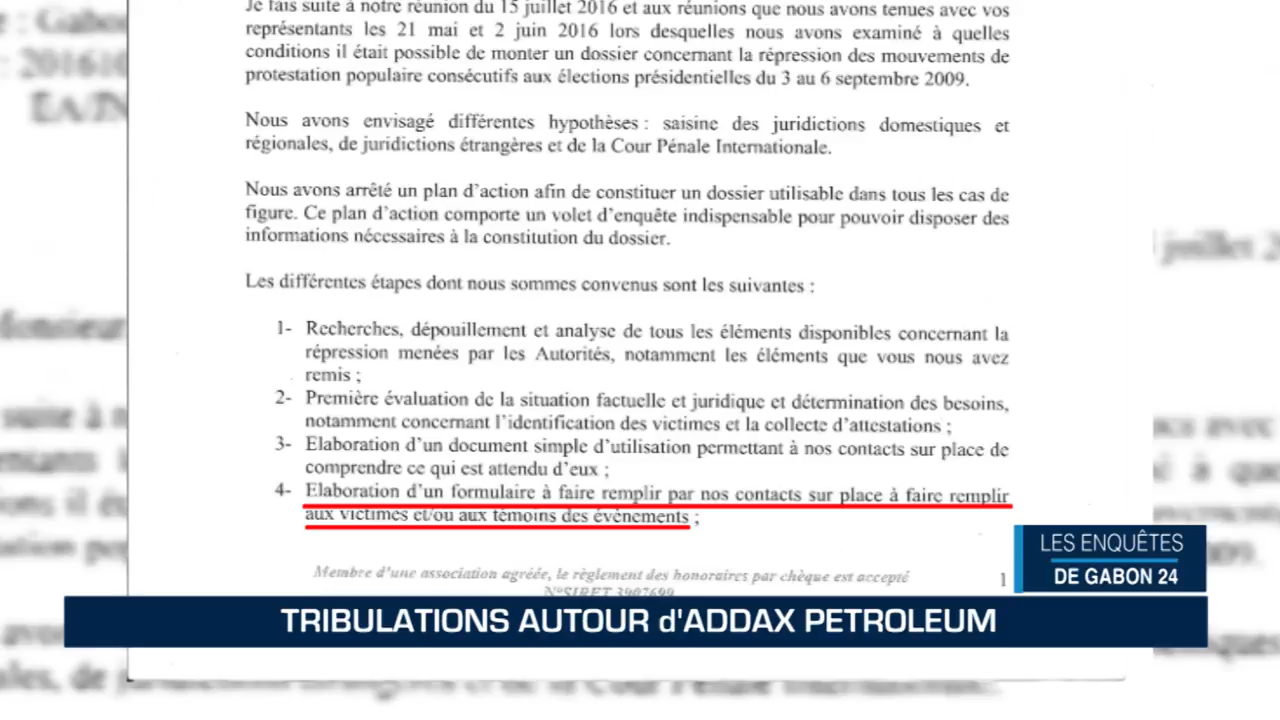 Je fais suite à notre réunion du 15 juillet 2016 et aux réunions que nous avons tenues avec vos
représentants les 21 mai et 2 juin 2016 lors desquelles nous avons examiné à quelles
conditions il était possible de monter un dossier concernant la répression des mouvements de
protestation populaire consécutifs aux élections présidentielles du 3 au 6 septembre 2009.
Nous avons envisagé différentes hypothèses : saisine des juridictions domestiques et
régionales, de juridictions étrangères et de la Cour Pénale Internationale.
Nous avons arrêté un plan d'action afin de constituer un dossier utilisable dans tous les cas de
figure. Ce plan d'action comporte un volet d'enquête indispensable pour pouvoir disposer des
informations nécessaires à la constitution du dossier.
Les différentes étapes dont nous sommes convenus sont les suivantes :
1- Recherches, dépouillement et analyse de tous les éléments disponibles concernant la
répression menées par les Autorités, notamment les éléments que vous nous avez
remis ;
2- Première évaluation de la situation factuelle et juridique et détermination des besoins,
notamment concernant l'identification des victimes et la collecte d'attestations ;
3- Elaboration d'un document simple d'utilisation permettant à nos contacts sur place de
comprendre ce qui est attendu d'eux ;
4- Elaboration d'un formulaire à faire remplir par nos contacts sur place à faire remplir
aux victimes et/ou aux témoins des évènements ;
Membre d'une association agréée, le règlement des honoraires par chèque est accepté
1
LES ENQUÊTES
DE GABON 24
TRIBULATIONS AUTOUR d'ADDAX PETROLEUM